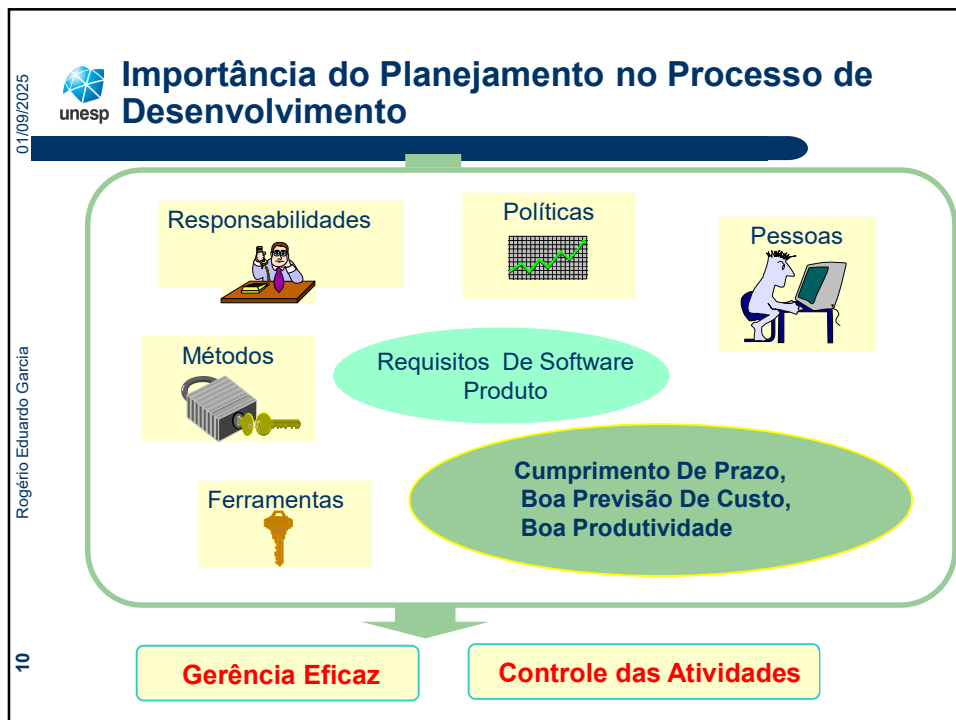 Importância do Planejamento no Processo de
Desenvolvimento
unesp
01/09/2025
Responsabilidades
Políticas
Pessoas
Métodos
Requisitos De Software
Produto
Ferramentas
Cumprimento De Prazo,
Boa Previsão De Custo,
Boa Produtividade
Rogério Eduardo Garcia
Gerência Eficaz
Controle das Atividades
10